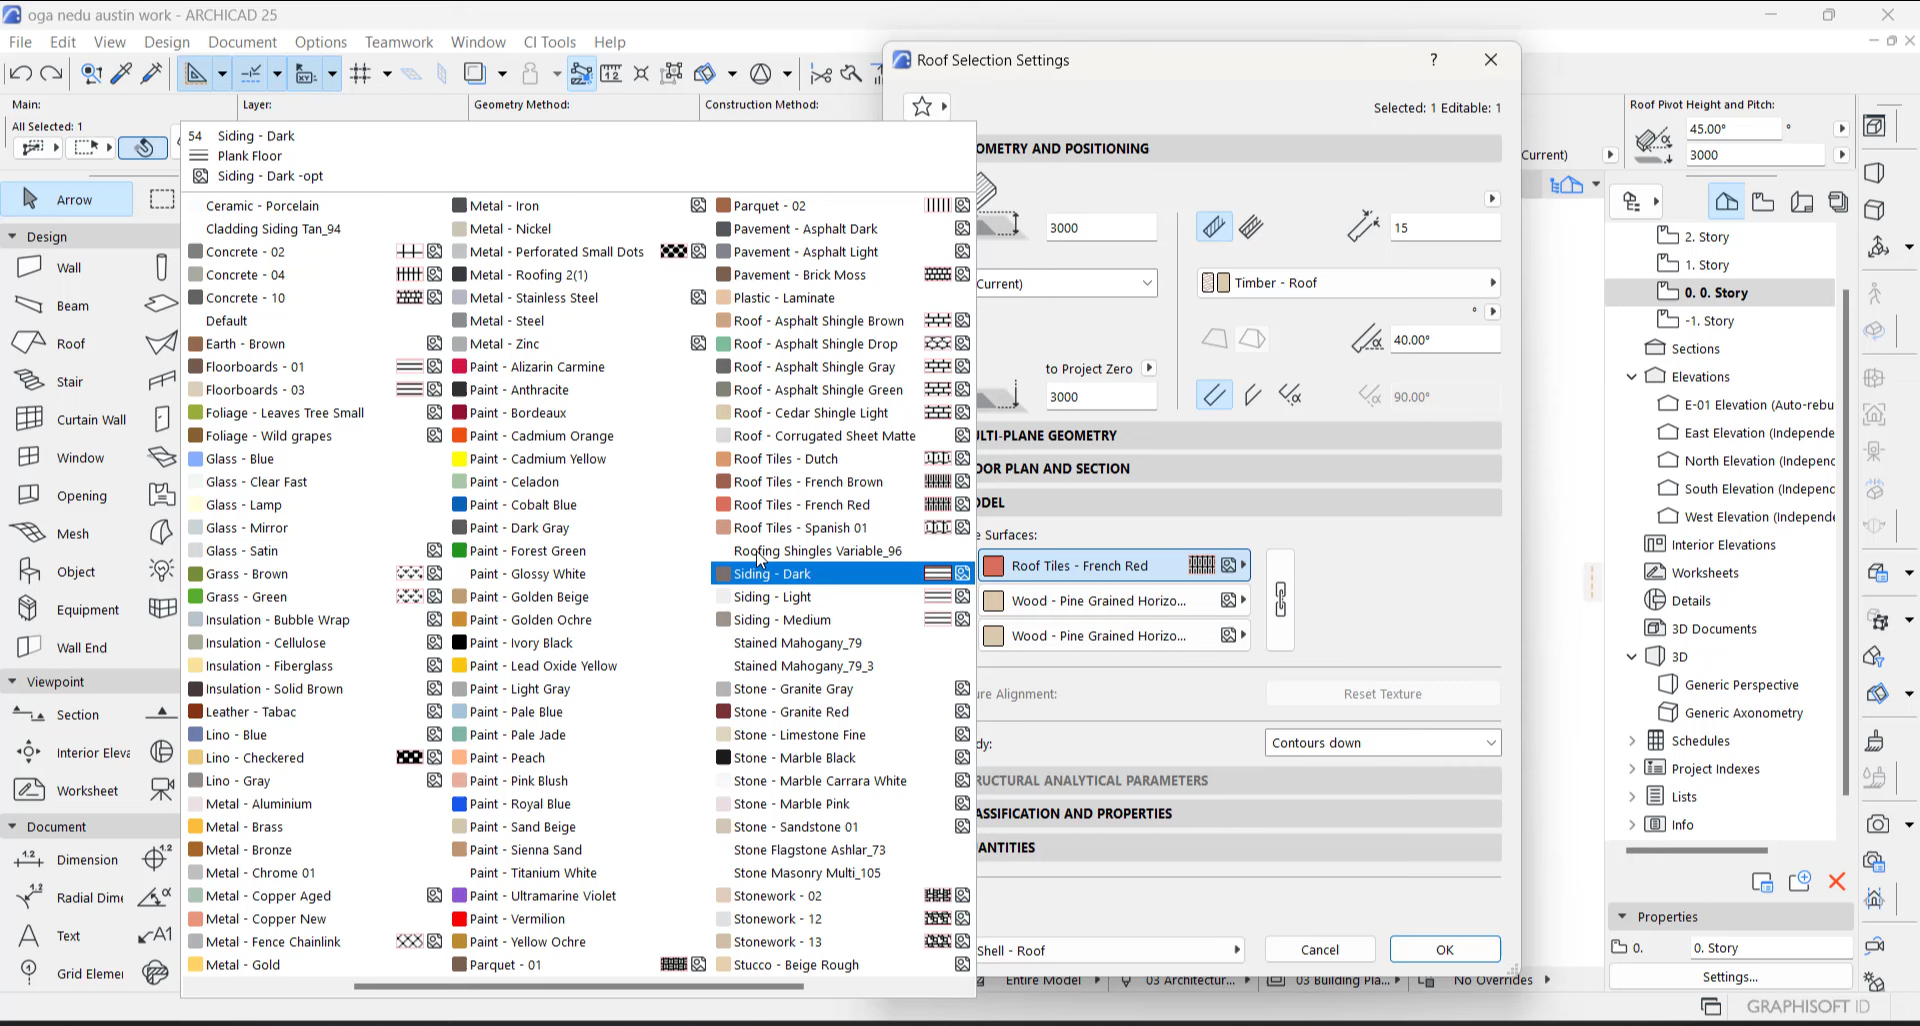 oga nedu austin work - ARCHICAD 25
File Edit View Design Document Options Teamwork Window CI Tools Help
Main: Layer: Geometry Method: Construction Method:
All Selected: 1
54 Siding - Dark
Plank Floor
Siding - Dark -opt
Ceramic - Porcelain
Cladding Siding Tan_94
Concrete - 02
Concrete - 04
Concrete - 10
Default
Earth - Brown
Floorboards - 01
Floorboards - 03
Foliage - Leaves Tree Small
Foliage - Wild grapes
Glass - Blue
Glass - Clear Fast
Glass - Lamp
Glass - Mirror
Glass - Satin
Grass - Brown
Grass - Green
Insulation - Bubble Wrap
Insulation - Cellulose
Insulation - Fiberglass
Insulation - Solid Brown
Leather - Tabac
Lino - Blue
Lino - Checkered
Lino - Gray
Metal - Aluminium
Metal - Brass
Metal - Bronze
Metal - Chrome 01
Metal - Copper Aged
Metal - Copper New
Metal - Fence Chainlink
Metal - Gold
Metal - Iron
Metal - Nickel
Metal - Perforated Small Dots
Metal - Roofing 2(1)
Metal - Stainless Steel
Metal - Steel
Metal - Zinc
Paint - Alizarin Carmine
Paint - Anthracite
Paint - Bordeaux
Paint - Cadmium Orange
Paint - Cadmium Yellow
Paint - Celadon
Paint - Cobalt Blue
Paint - Dark Gray
Paint - Forest Green
Paint - Glossy White
Paint - Golden Beige
Paint - Golden Ochre
Paint - Ivory Black
Paint - Lead Oxide Yellow
Paint - Light Gray
Paint - Pale Blue
Paint - Pale Jade
Paint - Peach
Paint - Pink Blush
Paint - Royal Blue
Paint - Sand Beige
Paint - Sienna Sand
Paint - Titanium White
Paint - Ultramarine Violet
Paint - Vermilion
Paint - Yellow Ochre
Parquet - 01
Parquet - 02
Pavement - Asphalt Dark
Pavement - Asphalt Light
Pavement - Brick Moss
Plastic - Laminate
Roof - Asphalt Shingle Brown
Roof - Asphalt Shingle Drop
Roof - Asphalt Shingle Gray
Roof - Asphalt Shingle Green
Roof - Cedar Shingle Light
Roof - Corrugated Sheet Matte
Roof Tiles - Dutch
Roof Tiles - French Brown
Roof Tiles - French Red
Roof Tiles - Spanish 01
Roofing Shingles Variable_96
Siding - Dark
Siding - Light
Siding - Medium
Stained Mahogany_79
Stained Mahogany_79_3
Stone - Granite Gray
Stone - Granite Red
Stone - Limestone Fine
Stone - Marble Black
Stone - Marble Carrara White
Stone - Marble Pink
Stone - Sandstone 01
Stone Flagstone Ashlar_73
Stone Masonry Multi_105
Stonework - 02
Stonework - 12
Stonework - 13
Stucco - Beige Rough
Arrow
Design
Wall
Beam
Roof
Stair
Curtain Wall
Window
Opening
Mesh
Object
Equipment
Wall End
Viewpoint
Section
Interior Eleva
Worksheet
Document
1.2 Dimension 1.2
1.2 Radial Dime
A Text A1
1 Grid Elemer
Roof Selection Settings ?
Selected: 1 Editable: 1
OMETRY AND POSITIONING
3000
15
Current)
Timber - Roof
°
40.00°
to Project Zero
3000
90.00°
LTI-PLANE GEOMETRY
OOR PLAN AND SECTION
DEL
e Surfaces:
Roof Tiles - French Red
Wood - Pine Grained Horizo...
Wood - Pine Grained Horizo...
re Alignment: Reset Texture
dy: Contours down
RUCTURAL ANALYTICAL PARAMETERS
ASSIFICATION AND PROPERTIES
ANTITIES
Shell - Roof Cancel OK
Entire Model 03 Architectur... 03 Building Pla... No Overrides
Roof Pivot Height and Pitch:
45.00° °
Current) 3000
2. Story
1. Story
0. 0. Story
-1. Story
Sections
Elevations
E-01 Elevation (Auto-rebu
East Elevation (Independe
North Elevation (Independ
South Elevation (Independ
West Elevation (Independe
Interior Elevations
Worksheets
Details
3D Documents
3D
Generic Perspective
Generic Axonometry
Schedules
Project Indexes
Lists
Info
Properties
0. 0. Story
Settings...
GRAPHISOFT ID